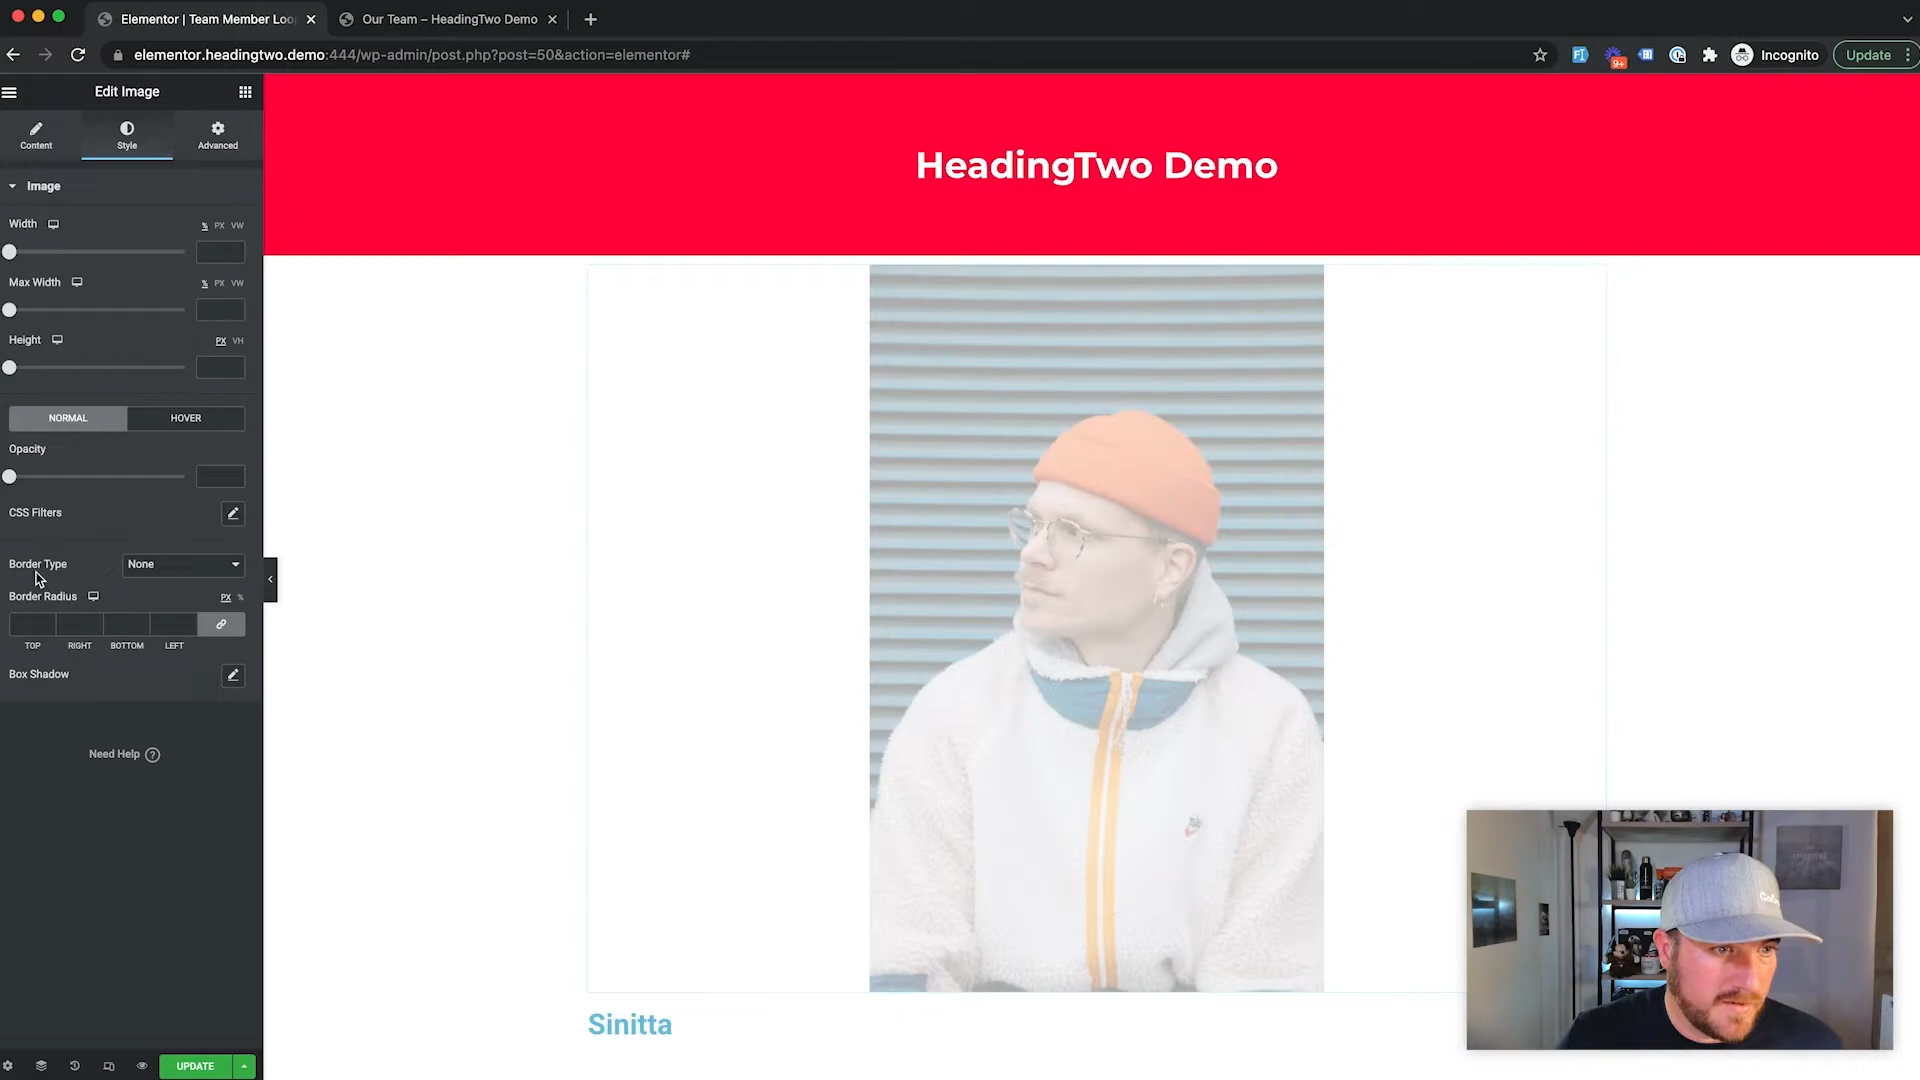 Elementor | Team Member Loo
Our Team – HeadingTwo Demo
elementor.headingtwo.demo:444/wp-admin/post.php?post=50&action=elementor#
9+
Incognito
Update
Edit Image
Content
Style
Advanced
Image
Width
% PX VW
Max Width
% PX VW
Height
PX VH
NORMAL
HOVER
Opacity
CSS Filters
Border Type
None
Border Radius
PX %
TOP RIGHT BOTTOM LEFT
Box Shadow
Need Help ?
UPDATE
HeadingTwo Demo
Sinitta